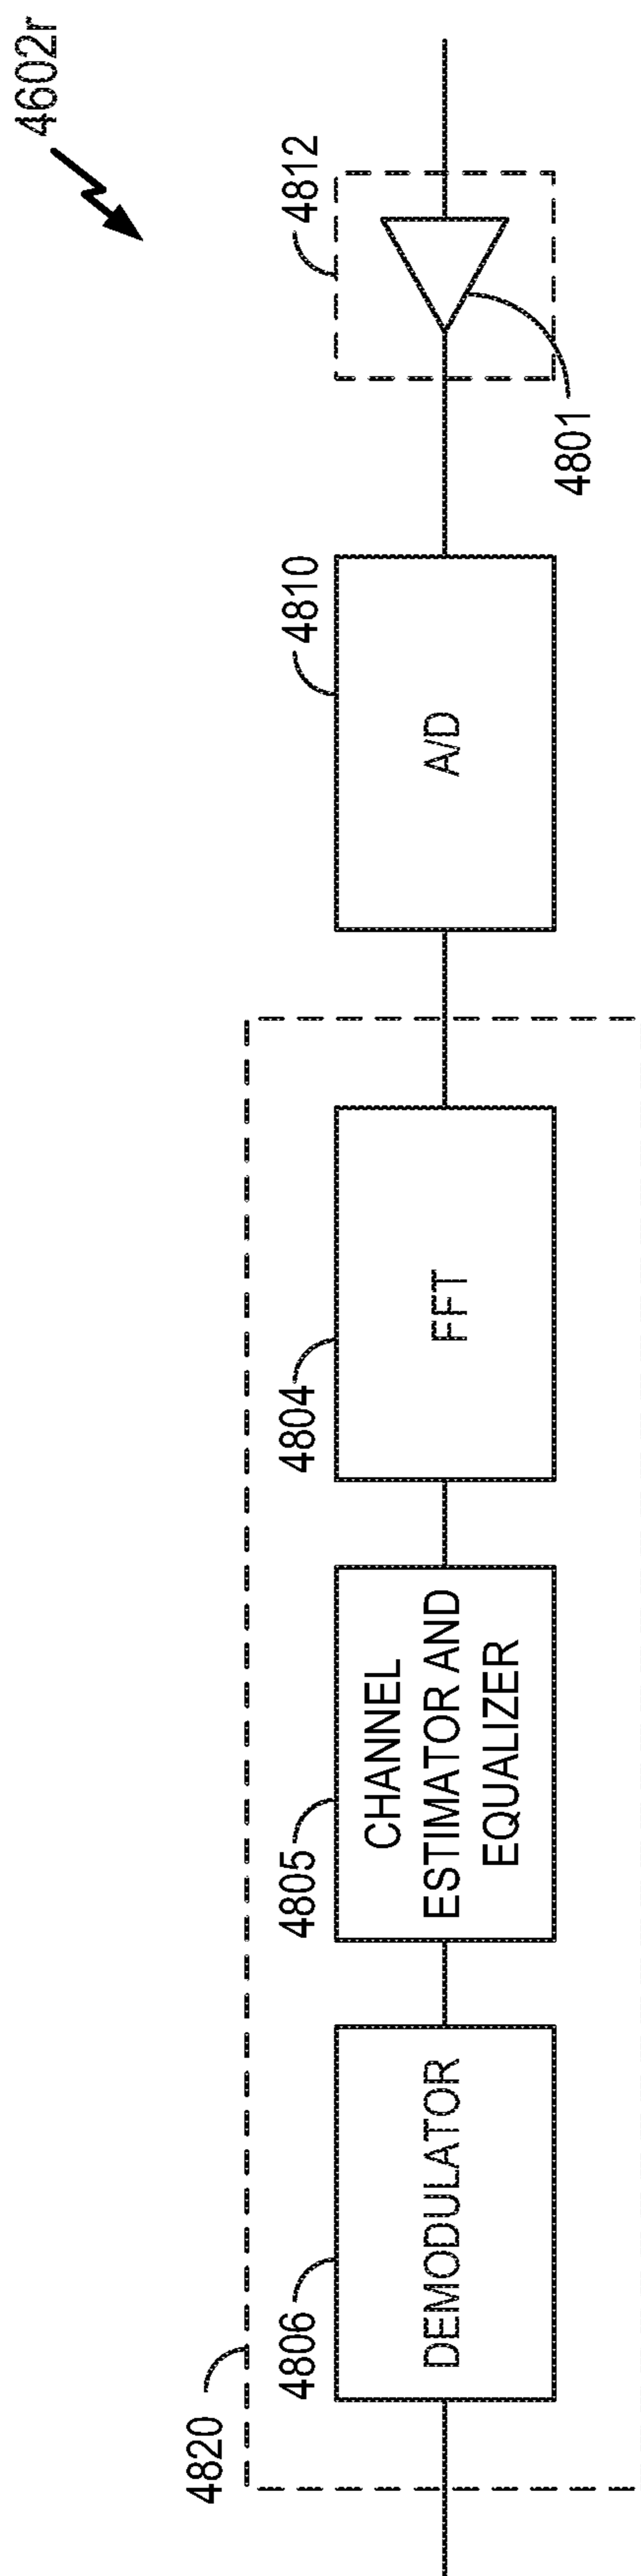 4602r
4820
4806
DEMODULATOR
4805
CHANNEL
ESTIMATOR AND
EQUALIZER
4804
FFT
4810
A/D
4812
4801